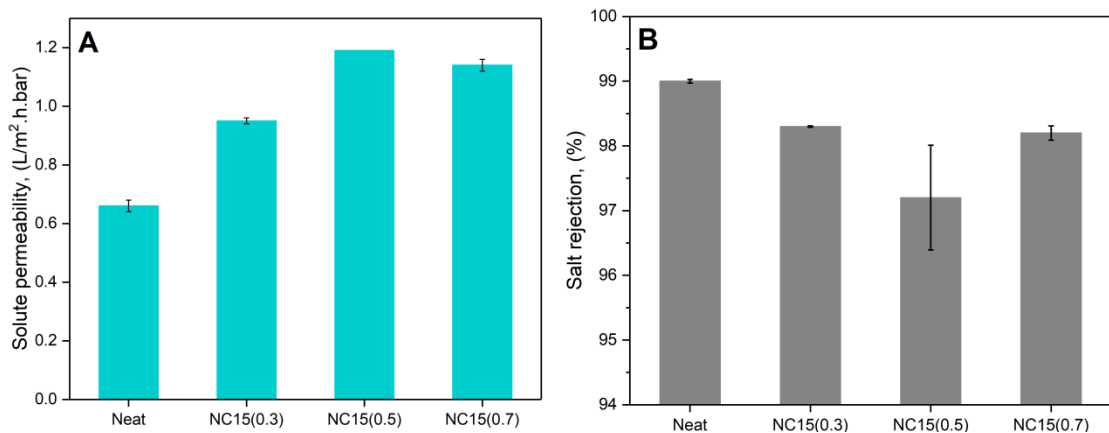 A
Solute permeability, (L/m².h.bar)
1.2
1.0
0.8
0.6
0.4
0.2
0.0
Neat
NC15(0.3)
NC15(0.5)
NC15(0.7)
B
Salt rejection, (%)
100
99
98
97
96
95
94
Neat
NC15(0.3)
NC15(0.5)
NC15(0.7)